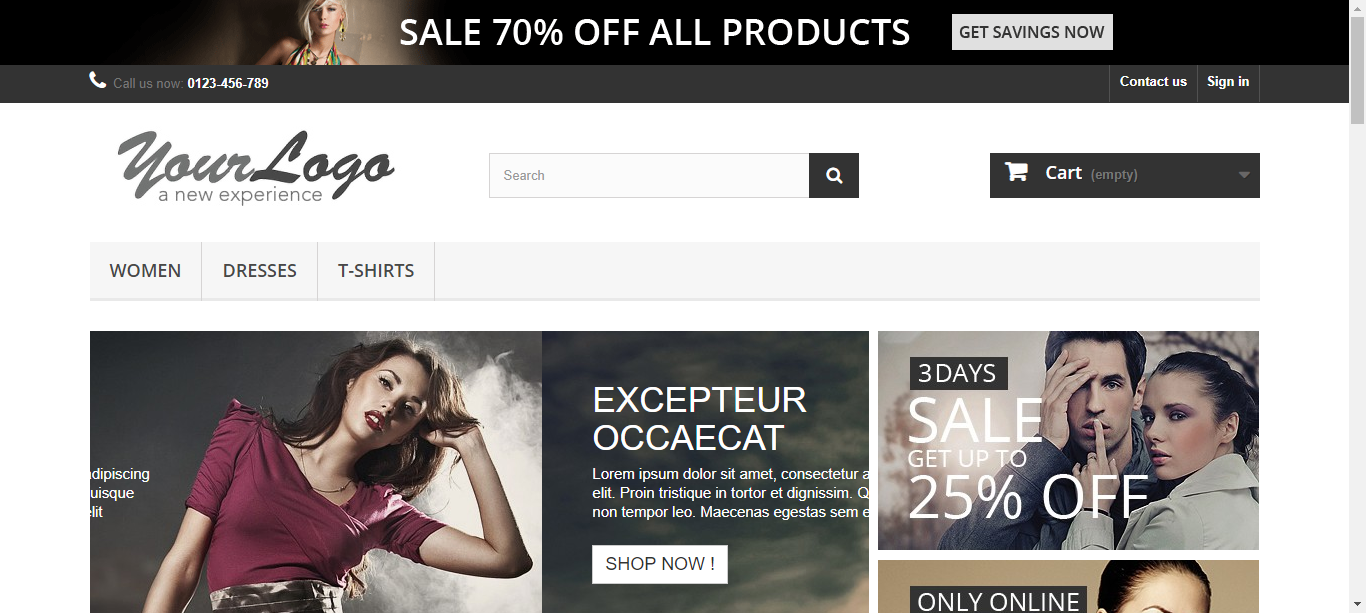 SALE 70% OFF ALL PRODUCTS
GET SAVINGS NOW
Call us now: 0123-456-789
Contact us
Sign in
YourLogo
a new experience
Search
Cart (empty)
WOMEN
DRESSES
T-SHIRTS
adipiscing
quisque
elit
EXCEPTEUR
OCCAECAT
Lorem ipsum dolor sit amet, consectetur a
elit. Proin tristique in tortor et dignissim. Q
non tempor leo. Maecenas egestas sem e
SHOP NOW !
3 DAYS
SALE
GET UP TO
25% OFF
ONLY ONLINE